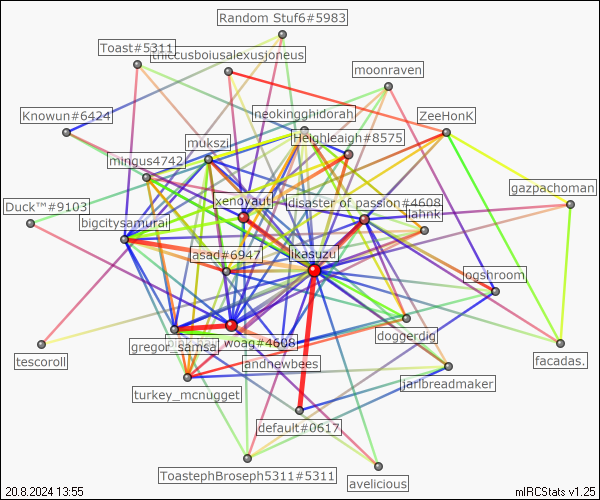 Random Stuf6#5983
Toast#5311
thiccusboiusalexusjoneus
moonraven
Knowun#6424
neokingghidorah
ZeeHonK
mukszi
Heighleaigh#8575
mingus4742
gazpachoman
Duck™#9103
xenoyaut
disaster of passion#4608
lahnk
bigcitysamurai
asad#6947
ikasuzu
logshroom
doggerdig
gregor_samsa
woag#4608
tescoroll
andnewbees
facadas.
turkey_mcnugget
jarlbreadmaker
default#0617
ToastephBroseph5311#5311
avelicious
20.8.2024 13:55
mIRCStats v1.25